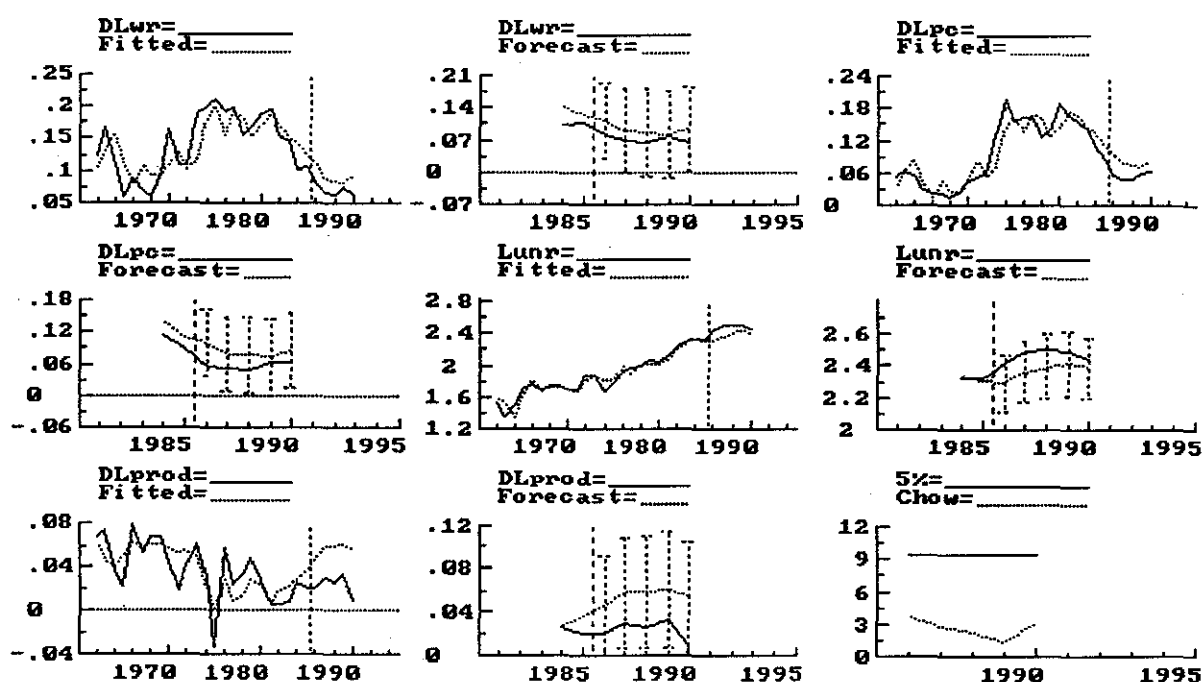 DLwr=
Fitted=
.25
.2
.15
.1
.05
1970 1980 1990
DLwr=
Forecast=
.21
.14
.07
0
-.07
1985 1990 1995
DLpc=
Fitted=
.24
.18
.12
.06
0
1970 1980 1990
DLpc=
Forecast=
.18
.12
.06
0
-.06
1985 1990 1995
Lunr=
Fitted=
2.8
2.4
2
1.6
1.2
1970 1980 1990
Lunr=
Forecast=
2.6
2.4
2.2
2
1985 1990 1995
DLprod=
Fitted=
.08
.04
0
-.04
1970 1980 1990
DLprod=
Forecast=
.12
.08
.04
0
1985 1990 1995
5%=
Chow=
12
9
6
3
0
1990 1995